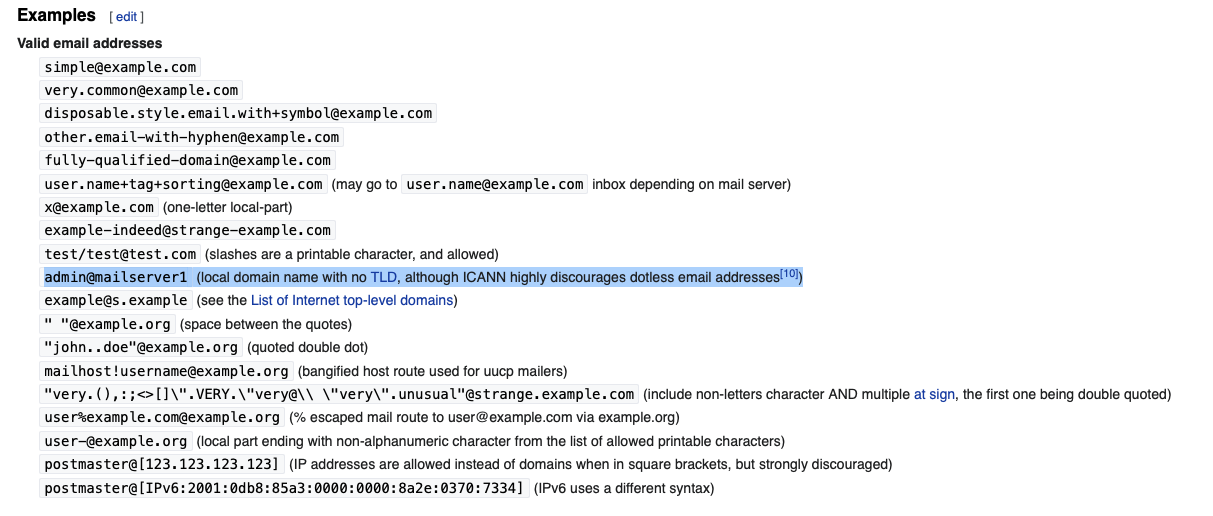 Examples [ edit ]
Valid email addresses
simple@example.com
very.common@example.com
disposable.style.email.with+symbol@example.com
other.email-with-hyphen@example.com
fully-qualified-domain@example.com
user.name+tag+sorting@example.com (may go to user.name@example.com inbox depending on mail server)
x@example.com (one-letter local-part)
example-indeed@strange-example.com
test/test@test.com (slashes are a printable character, and allowed)
admin@mailserver1 (local domain name with no TLD, although ICANN highly discourages dotless email addresses[10])
example@s.example (see the List of Internet top-level domains)
" "@example.org (space between the quotes)
"john..doe"@example.org (quoted double dot)
mailhost!username@example.org (bangified host route used for uucp mailers)
"very.(),:;<>[]\".VERY.\"very@\\ \"very\".unusual"@strange.example.com (include non-letters character AND multiple at sign, the first one being double quoted)
user%example.com@example.org (% escaped mail route to user@example.com via example.org)
user-@example.org (local part ending with non-alphanumeric character from the list of allowed printable characters)
postmaster@[123.123.123.123] (IP addresses are allowed instead of domains when in square brackets, but strongly discouraged)
postmaster@[IPv6:2001:0db8:85a3:0000:0000:8a2e:0370:7334] (IPv6 uses a different syntax)